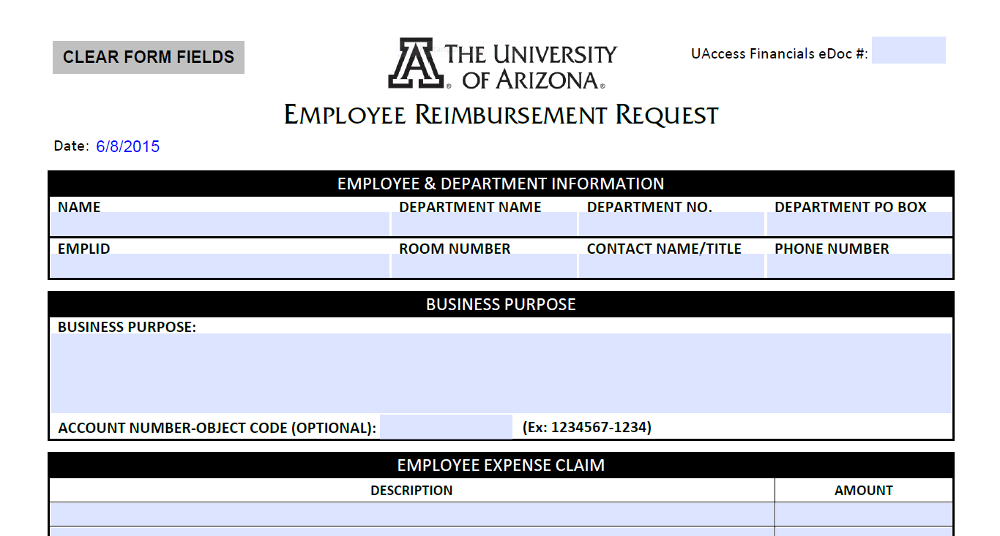 CLEAR FORM FIELDS
A® THE UNIVERSITY
OF ARIZONA®
UAccess Financials eDoc #:
EMPLOYEE REIMBURSEMENT REQUEST
Date: 6/8/2015
EMPLOYEE & DEPARTMENT INFORMATION
NAME DEPARTMENT NAME DEPARTMENT NO. DEPARTMENT PO BOX
EMPLID ROOM NUMBER CONTACT NAME/TITLE PHONE NUMBER
BUSINESS PURPOSE
BUSINESS PURPOSE:
ACCOUNT NUMBER-OBJECT CODE (OPTIONAL): (Ex: 1234567-1234)
EMPLOYEE EXPENSE CLAIM
DESCRIPTION AMOUNT